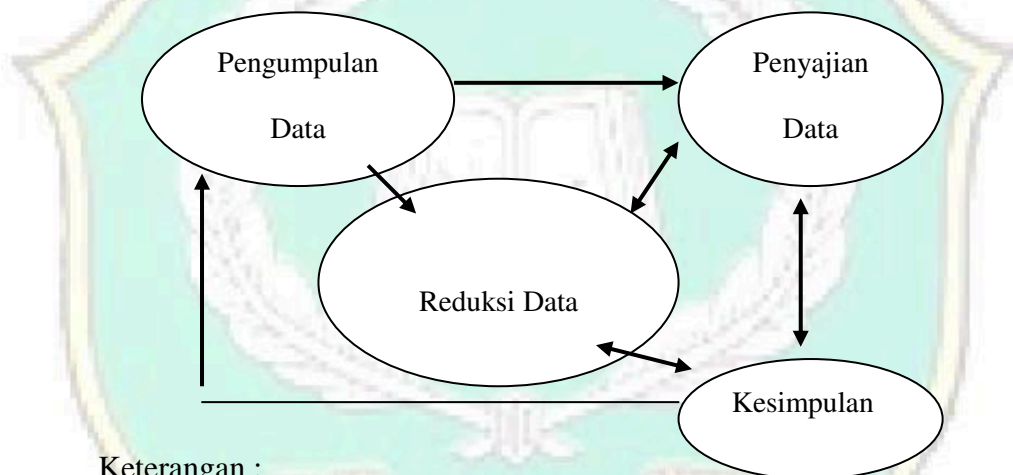 Pengumpulan
Data
Penyajian
Data
Reduksi Data
Kesimpulan
Keterangan :